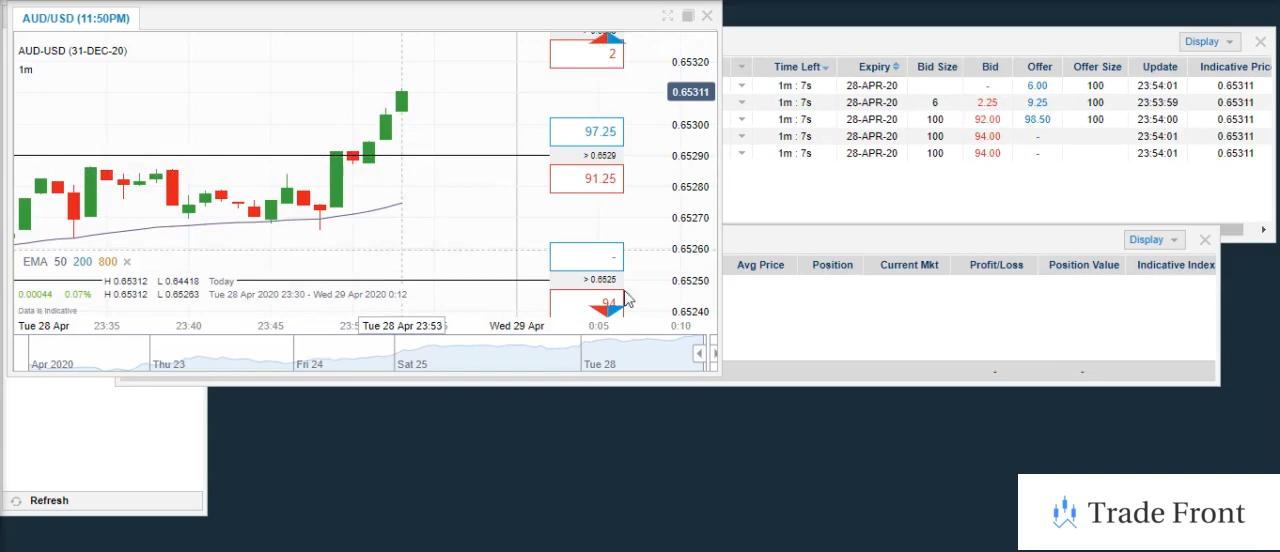 AUD/USD (11:50PM)
AUD-USD (31-DEC-20)
1m
2
97.25
> 0.6529
91.25
-
> 0.6525
94
0.65320
0.65311
0.65300
0.65290
0.65280
0.65270
0.65260
0.65250
0.65240
EMA 50 200 800
H 0.65312 L 0.64418 Today
0.00044 0.07% H 0.65312 L 0.65263 Tue 28 Apr 2020 23:30 - Wed 29 Apr 2020 0:12
Data is Indicative
Tue 28 Apr 23:35 23:40 23:45 Tue 28 Apr 23:53 Wed 29 Apr 0:05 0:10
Apr 2020 Thu 23 Fri 24 Sat 25 Tue 28
Display
Time Left Expiry Bid Size Bid Offer Offer Size Update Indicative Price
1m : 7s 28-APR-20 - 6.00 100 23:54:01 0.65311
1m : 7s 28-APR-20 6 2.25 9.25 100 23:53:59 0.65311
1m : 7s 28-APR-20 100 92.00 98.50 100 23:54:00 0.65311
1m : 7s 28-APR-20 100 94.00 - 23:54:01 0.65311
1m : 7s 28-APR-20 100 94.00 - 23:54:01 0.65311
Display
Avg Price Position Current Mkt Profit/Loss Position Value Indicative Index
- -
Refresh
Trade Front